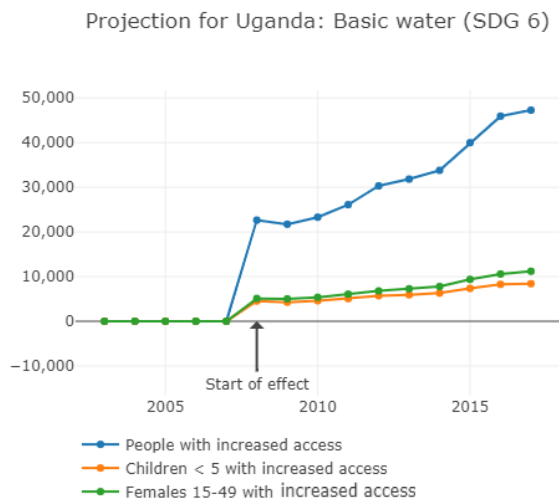 Projection for Uganda: Basic water (SDG 6)
50,000
40,000
30,000
20,000
10,000
0
−10,000
Start of effect
2005 2010 2015
People with increased access
Children < 5 with increased access
Females 15-49 with increased access